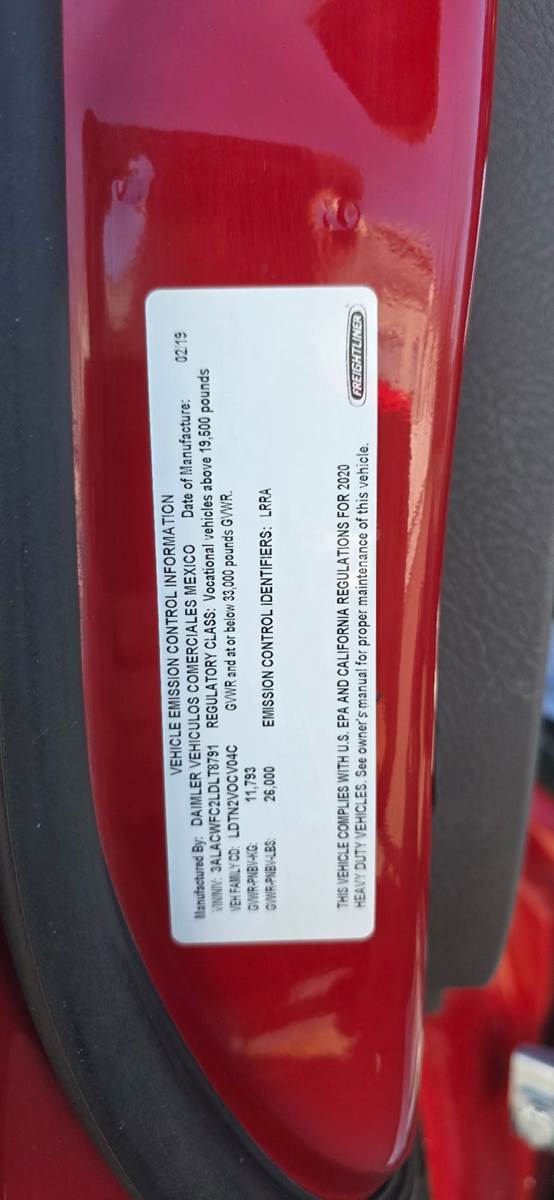 VEHICLE EMISSION CONTROL INFORMATION
Manufactured By: DAIMLER VEHICULOS COMERCIALES MEXICO Date of Manufacture: 02/19
VIN/NIV: 3ALACWFC2LDLT8791 REGULATORY CLASS: Vocational vehicles above 19,500 pounds
VEH FAMILY CD: LDTN2VOCV04C GVWR and at or below 33,000 pounds GVWR.
GVWR-PNBV-KG: 11,793
GVWR-PNBV-LBS: 26,000 EMISSION CONTROL IDENTIFIERS: LRRA
THIS VEHICLE COMPLIES WITH U.S. EPA AND CALIFORNIA REGULATIONS FOR 2020
HEAVY DUTY VEHICLES. See owner's manual for proper maintenance of this vehicle.
FREIGHTLINER